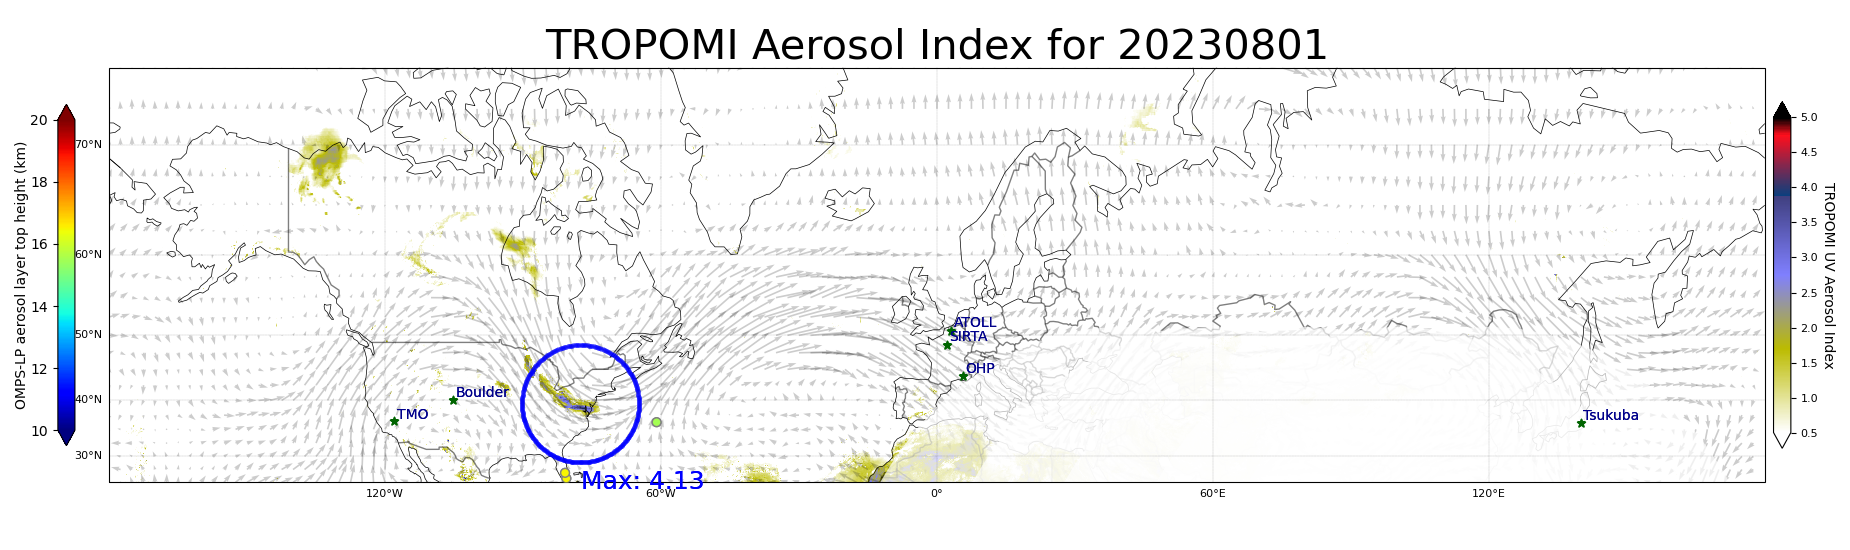 TROPOMI Aerosol Index for 20230801
OMPS-LP aerosol layer top height (km)
20
18
16
14
12
10
70°N
60°N
50°N
40°N
30°N
120°W
60°W
0°
60°E
120°E
ATOLL
SIRTA
OHP
Boulder
TMO
Tsukuba
Max: 4.13
5.0
4.5
4.0
3.5
3.0
2.5
2.0
1.5
1.0
0.5
TROPOMI UV Aerosol Index